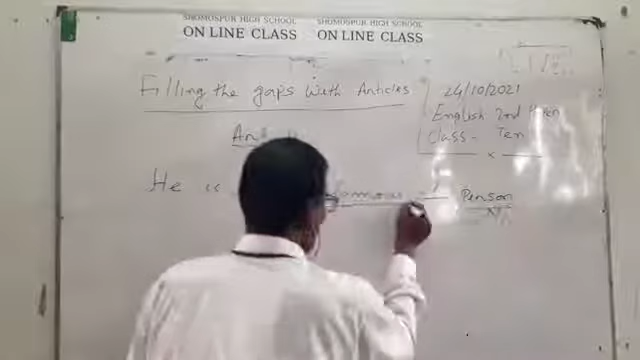 SHOMOSPUR HIGH SCHOOL SHOMOSPUR HIGH SCHOOL
ON LINE CLASS ON LINE CLASS
Filling the gaps with Articles
24/10/2021
English 2nd
Class - Ten
He is famous Person